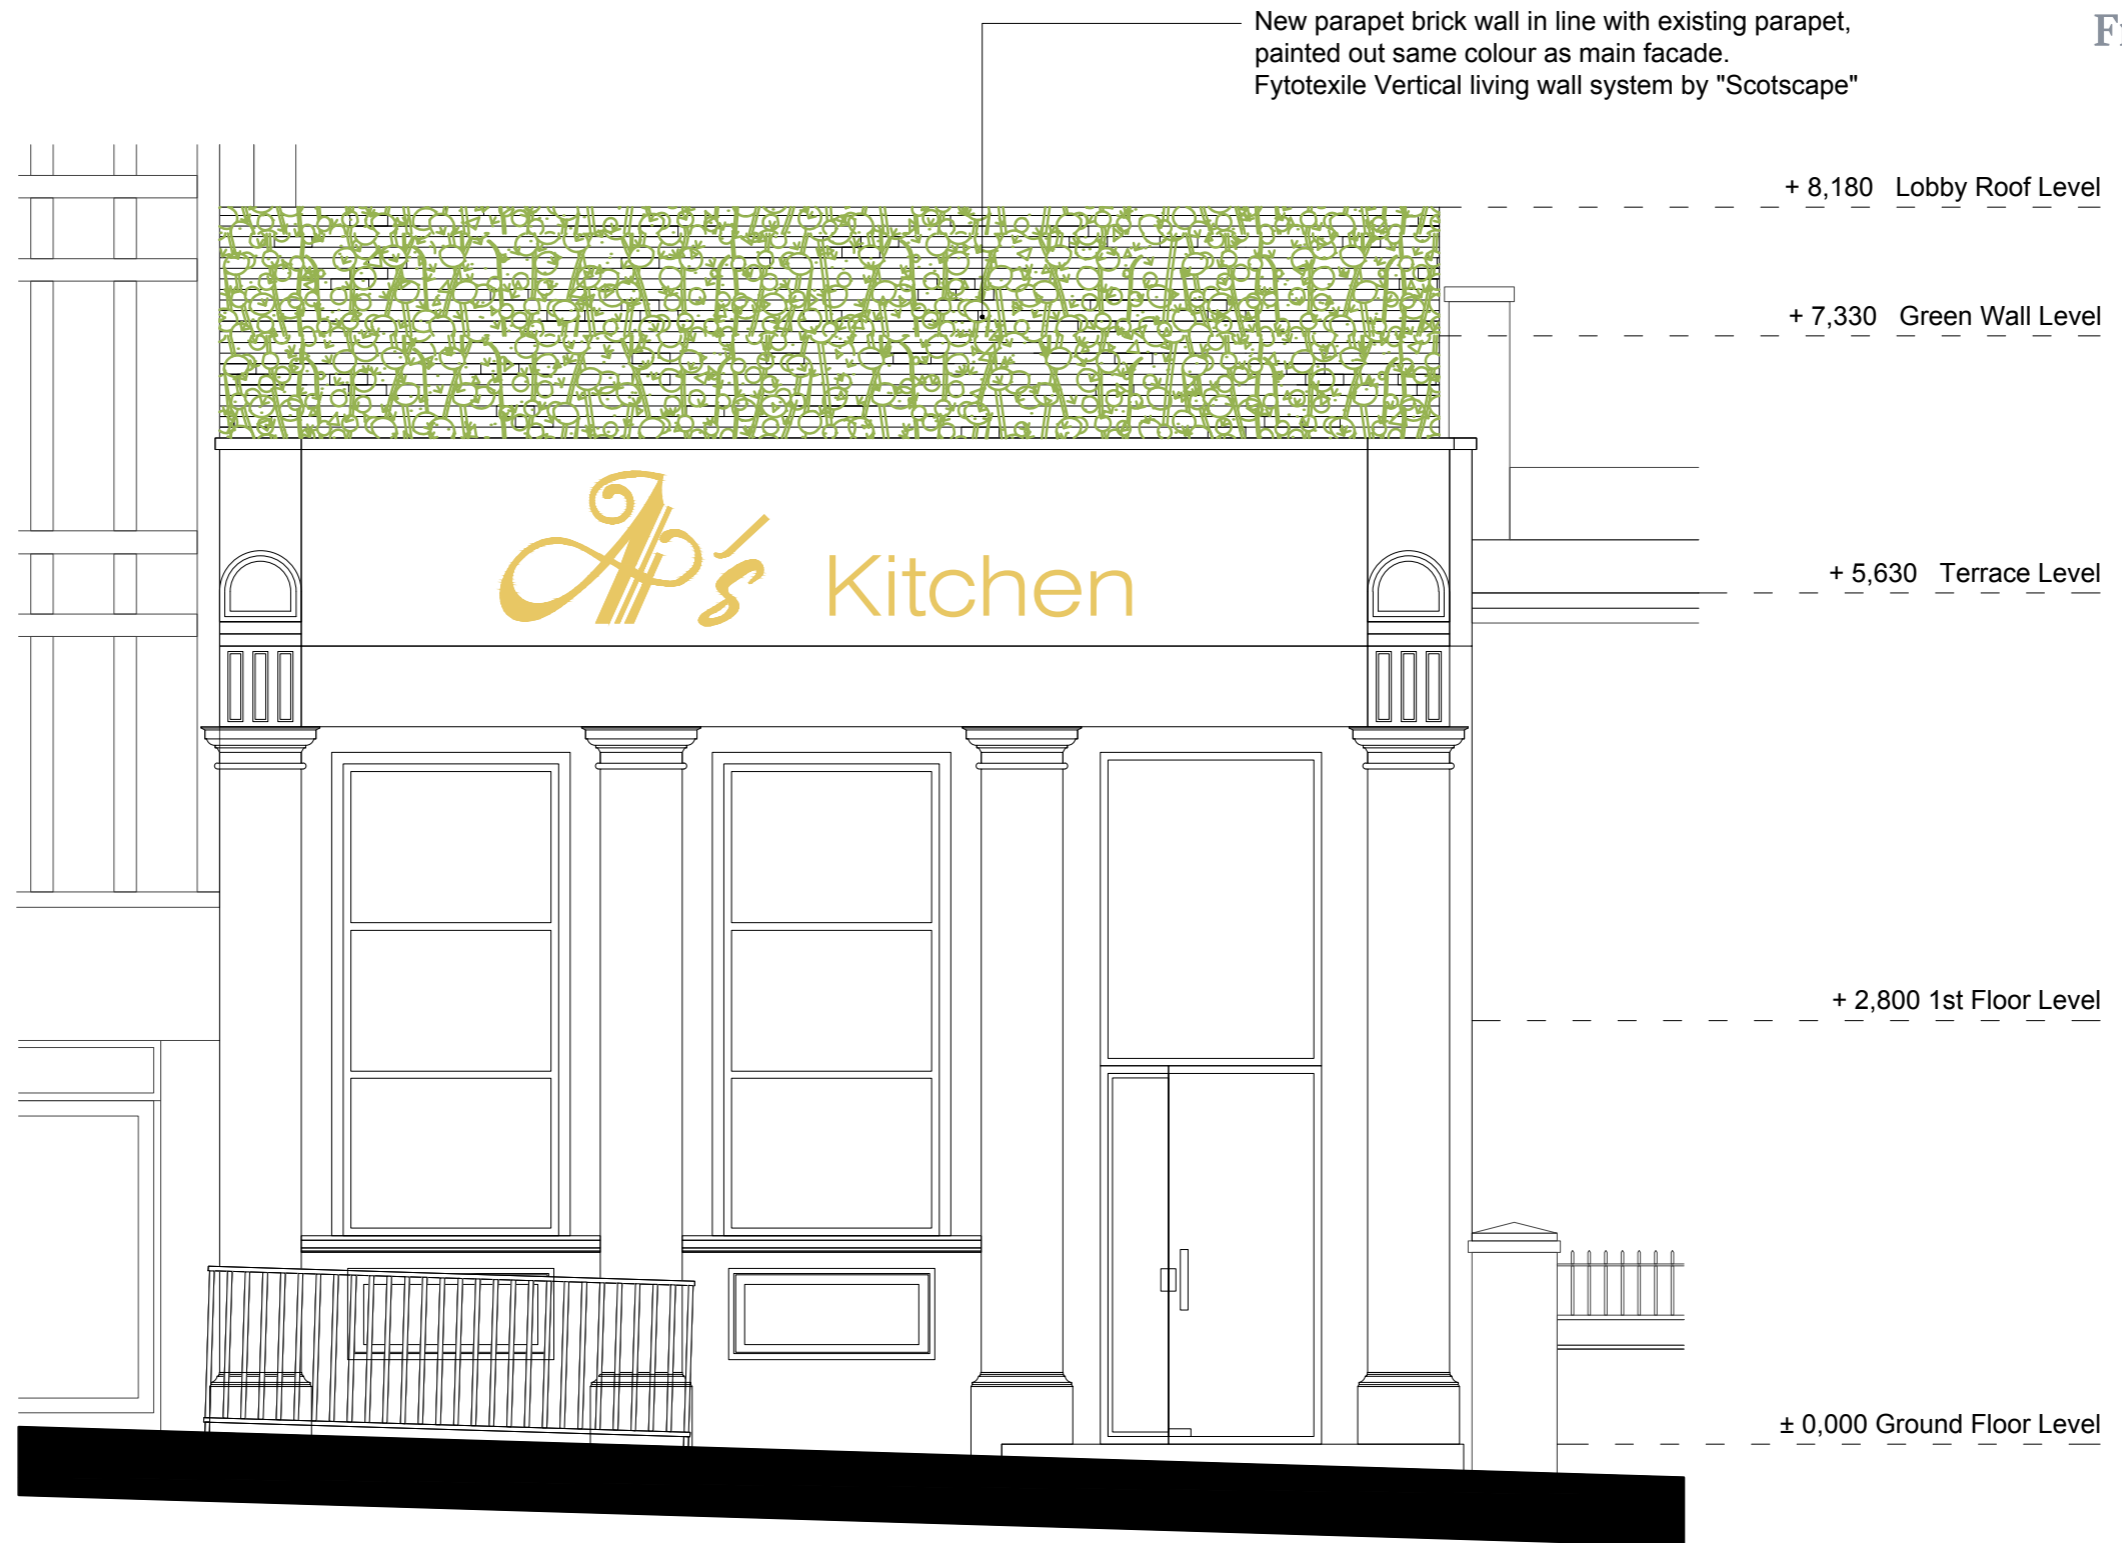 New parapet brick wall in line with existing parapet,
painted out same colour as main facade.
Fytotexile Vertical living wall system by "Scotscape"
+ 8,180 Lobby Roof Level
+ 7,330 Green Wall Level
Ap's Kitchen
+ 5,630 Terrace Level
+ 2,800 1st Floor Level
± 0,000 Ground Floor Level